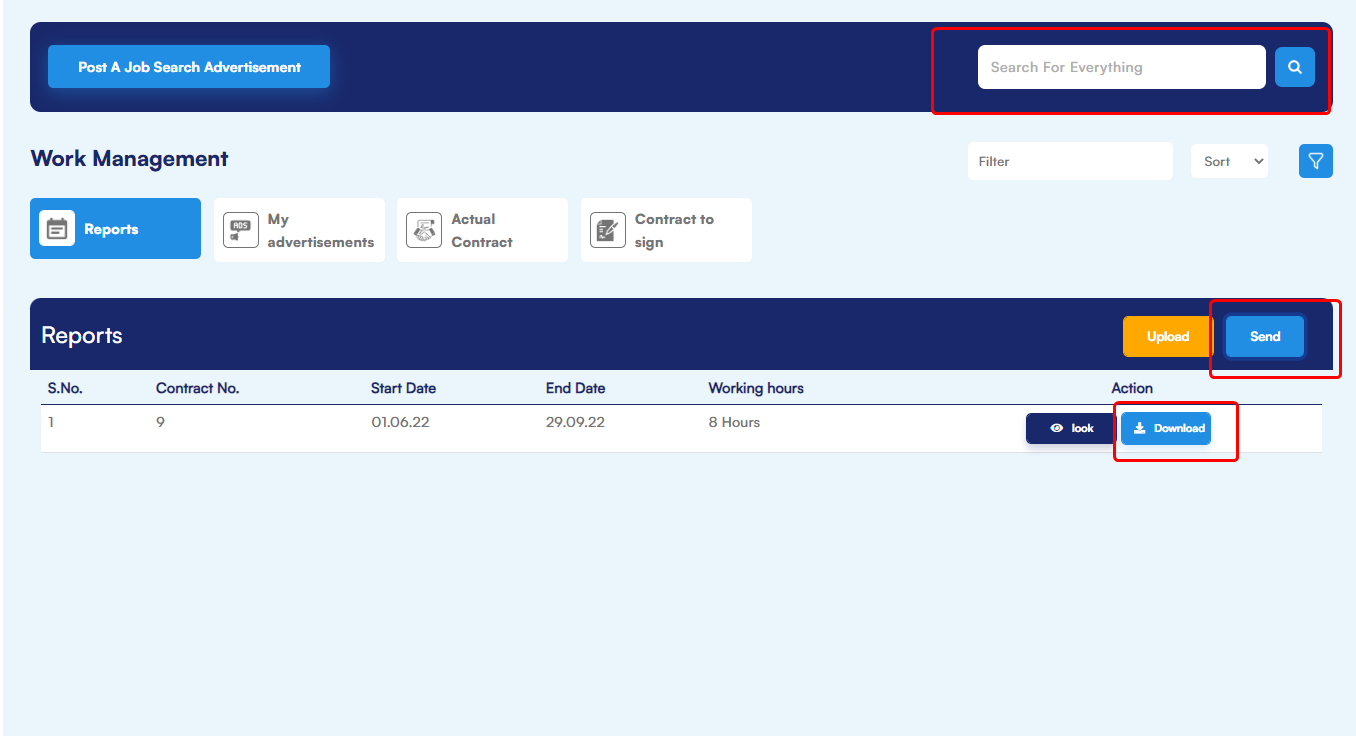 Post A Job Search Advertisement
Search For Everything
Work Management
Filter
Sort
Reports
ADS
My
advertisements
Actual
Contract
Contract to
sign
Reports
Upload
Send
S.No.
Contract No.
Start Date
End Date
Working hours
Action
1
9
01.06.22
29.09.22
8 Hours
look
Download